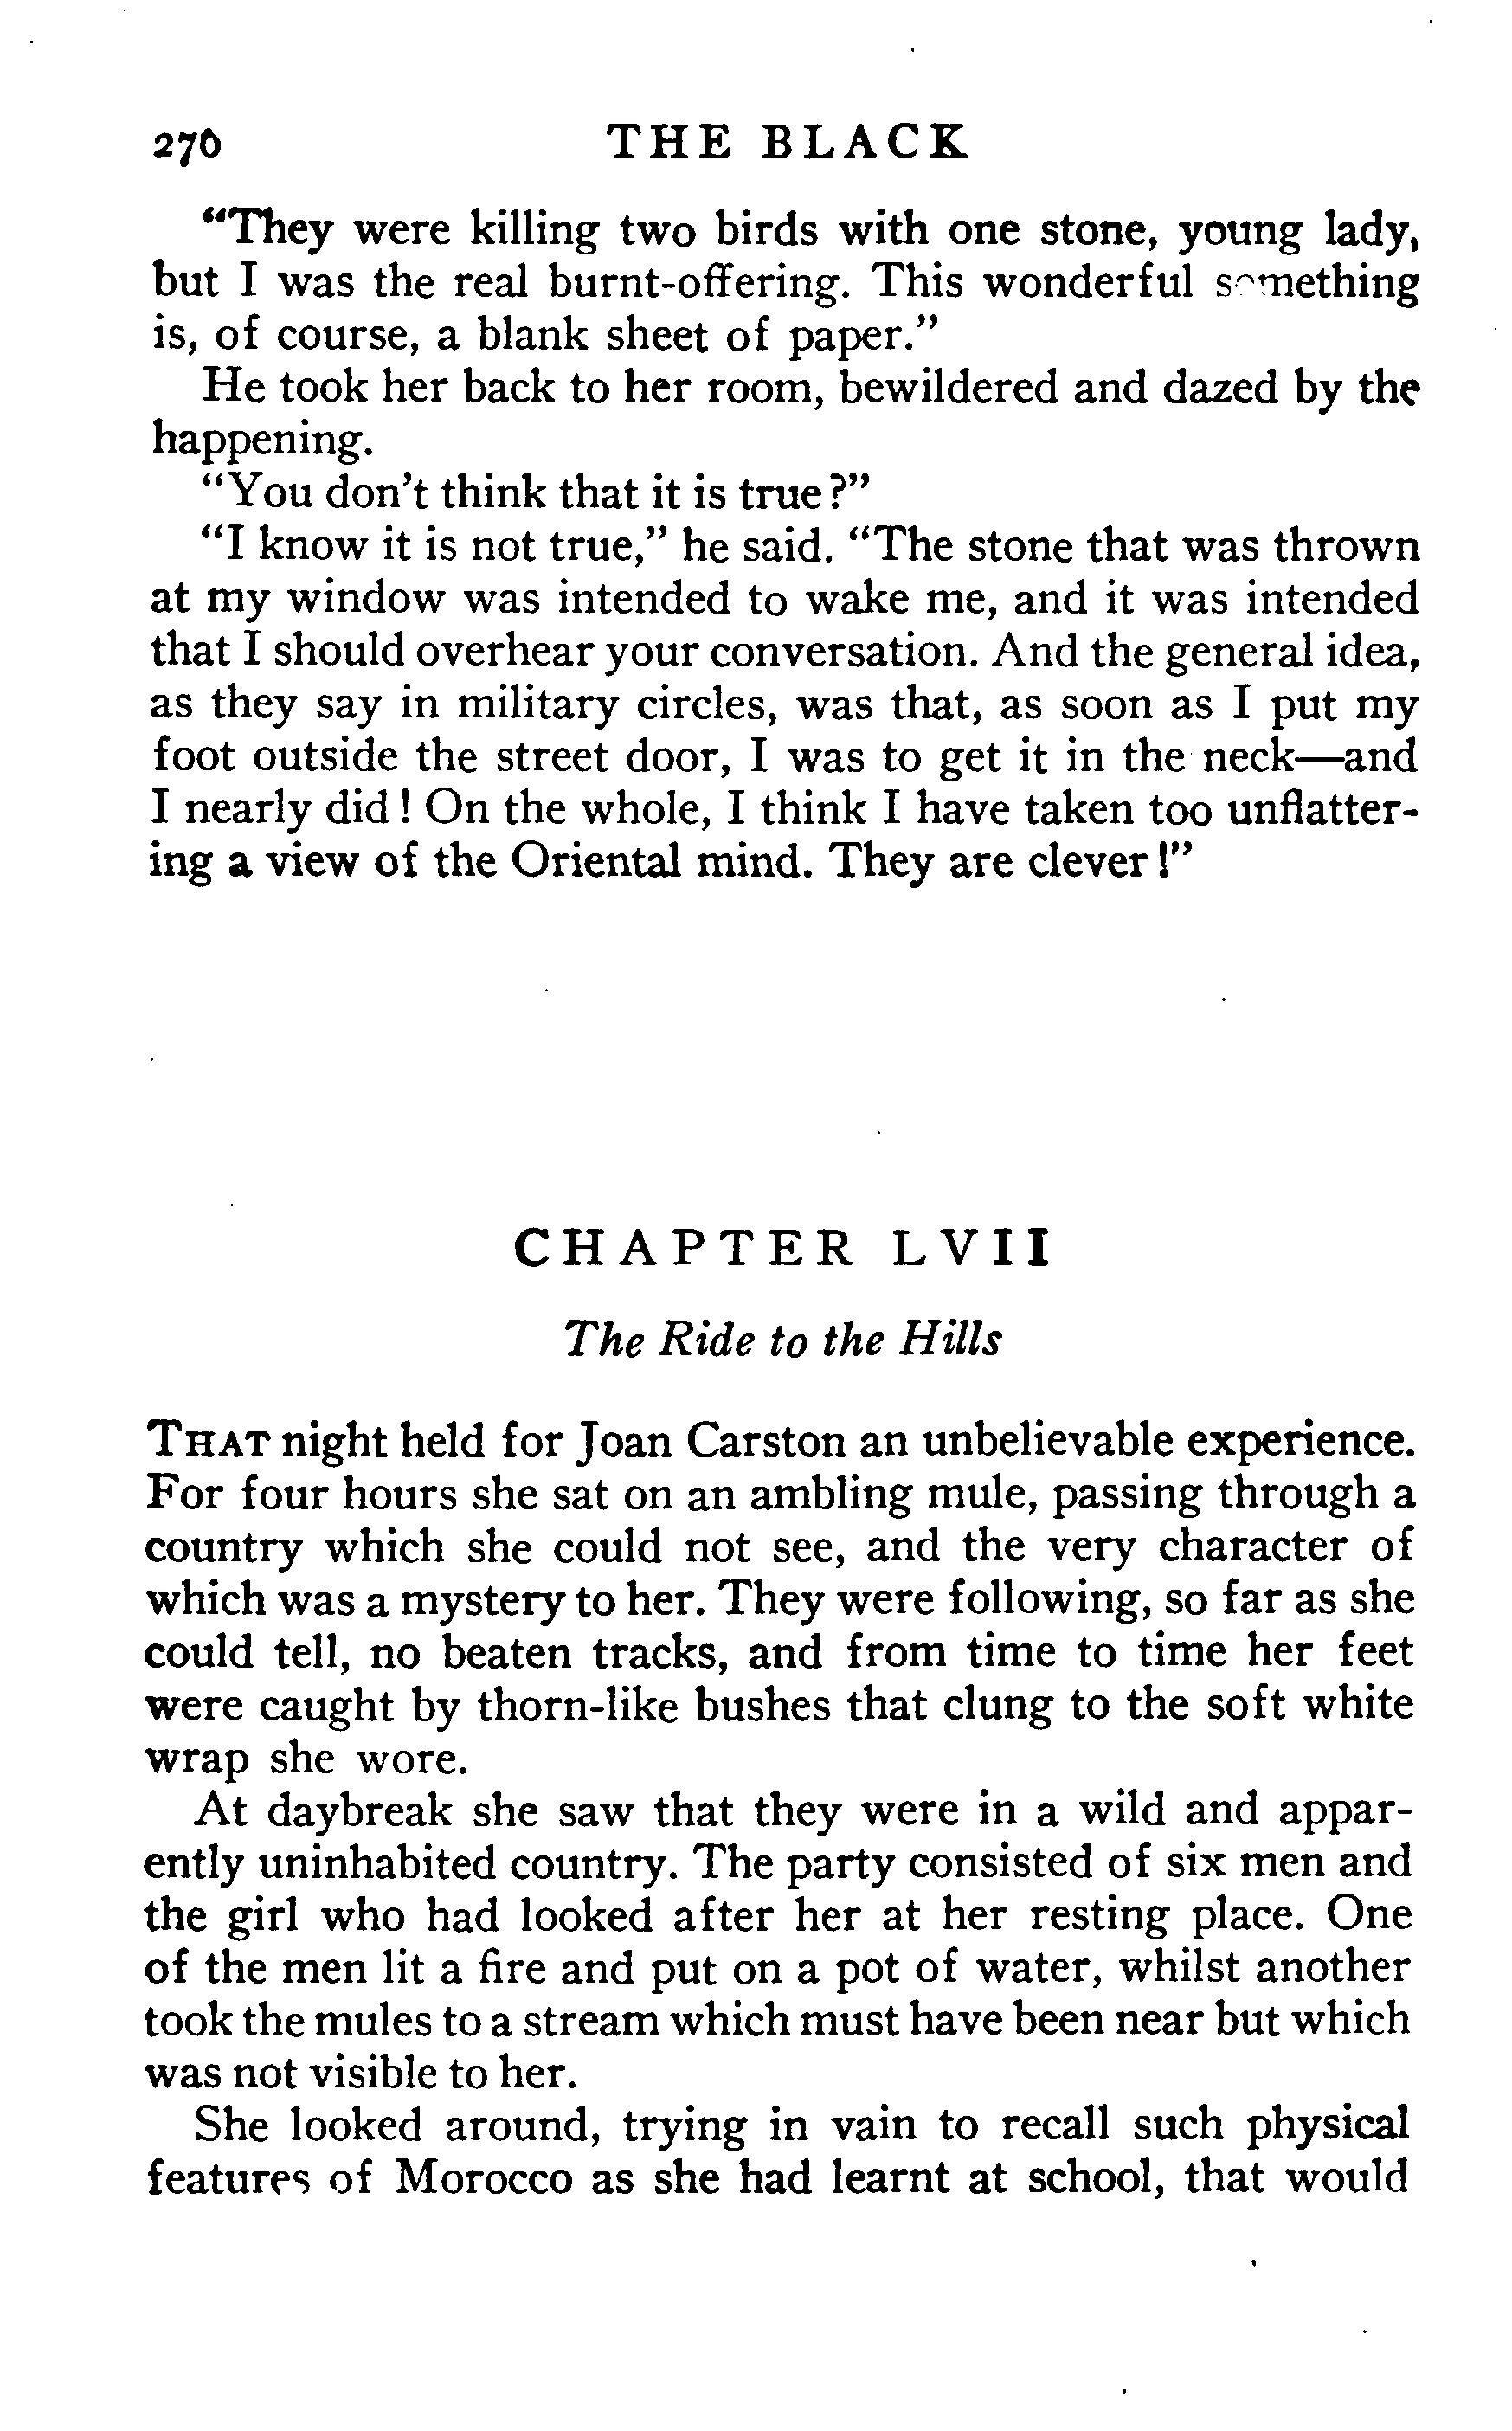 270 THE BLACK
"They were killing two birds with one stone, young lady,
but I was the real burnt-offering. This wonderful something
is, of course, a blank sheet of paper."
He took her back to her room, bewildered and dazed by the
happening.
"You don't think that it is true?"
"I know it is not true," he said. "The stone that was thrown
at my window was intended to wake me, and it was intended
that I should overhear your conversation. And the general idea,
as they say in military circles, was that, as soon as I put my
foot outside the street door, I was to get it in the neck—and
I nearly did! On the whole, I think I have taken too unflatter-
ing a view of the Oriental mind. They are clever!"
CHAPTER LVII
The Ride to the Hills
THAT night held for Joan Carston an unbelievable experience.
For four hours she sat on an ambling mule, passing through a
country which she could not see, and the very character of
which was a mystery to her. They were following, so far as she
could tell, no beaten tracks, and from time to time her feet
were caught by thorn-like bushes that clung to the soft white
wrap she wore.
At daybreak she saw that they were in a wild and appar-
ently uninhabited country. The party consisted of six men and
the girl who had looked after her at her resting place. One
of the men lit a fire and put on a pot of water, whilst another
took the mules to a stream which must have been near but which
was not visible to her.
She looked around, trying in vain to recall such physical
features of Morocco as she had learnt at school, that would